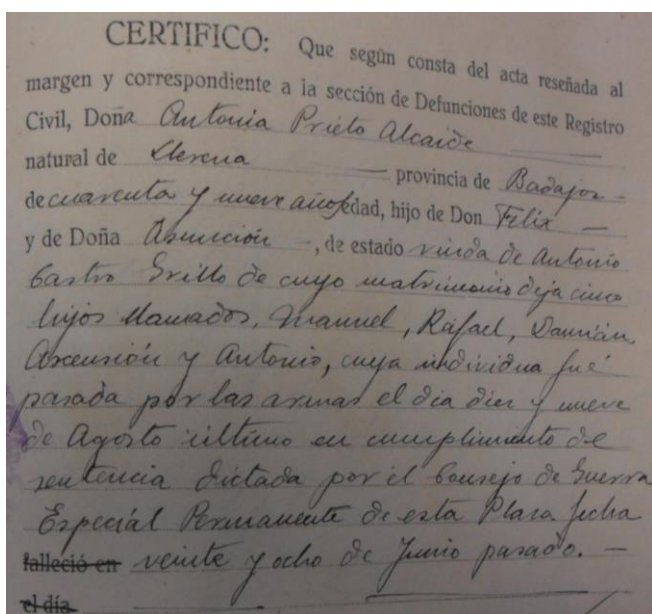 CERTIFICO: Que según consta del acta reseñada al
margen y correspondiente a la sección de Defunciones de este Registro
Civil, Doña Antonia Prieto Alcaide
natural de Llerena provincia de Badajoz -
de cuarenta y nueve años edad, hijo de Don Félix -
y de Doña Asunción -, de estado viuda de Antonio
Castro Grillo de cuyo matrimonio deja cinco
hijos llamados, Manuel, Rafael, Damián,
Ascensión y Antonio, cuya individua fué
pasada por las armas el día diez y nueve
de Agosto último en cumplimiento de
sentencia dictada por el Consejo de Guerra
Especial Permanente de esta Plaza fecha
falleció en veinte y ocho de Junio pasado. -
el día